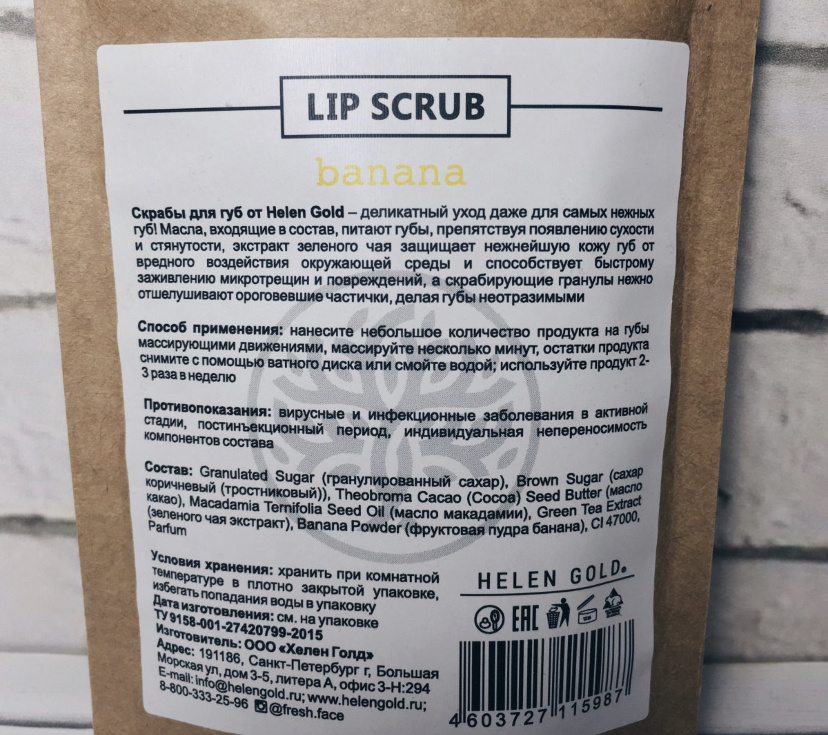 LIP SCRUB
banana
Скрабы для губ от Helen Gold – деликатный уход даже для самых нежных
губ! Масла, входящие в состав, питают губы, препятствуя появлению сухости
и стянутости, экстракт зеленого чая защищает нежнейшую кожу губ от
вредного воздействия окружающей среды и способствует быстрому
заживлению микротрещин и повреждений, а скрабирующие гранулы нежно
отшелушивают ороговевшие частички, делая губы неотразимыми
Способ применения: нанесите небольшое количество продукта на губы
массирующими движениями, массируйте несколько минут, остатки продукта
снимите с помощью ватного диска или смойте водой; используйте продукт 2-
3 раза в неделю
Противопоказания: вирусные и инфекционные заболевания в активной
стадии, постинъекционный период, индивидуальная непереносимость
компонентов состава
Состав: Granulated Sugar (гранулированный сахар), Brown Sugar (сахар
коричневый (тростниковый)), Theobroma Cacao (Cocoa) Seed Butter (масло
какао), Macadamia Ternifolia Seed Oil (масло макадамии), Green Tea Extract
(зеленого чая экстракт), Banana Powder (фруктовая пудра банана), CI 47000,
Parfum
Условия хранения: хранить при комнатной
температуре в плотно закрытой упаковке,
избегать попадания воды в упаковку
Дата изготовления: см. на упаковке
ТУ 9158-001-27420799-2015
Изготовитель: ООО «Хелен Голд»
Адрес: 191186, Санкт-Петербург г, Большая
Морская ул, дом 3-5, литера А, офис 3-Н:294
E-mail: info@helengold.ru; www.helengold.ru;
8-800-333-25-96 @fresh.face
HELEN GOLD®
EAC
4 603727 115987